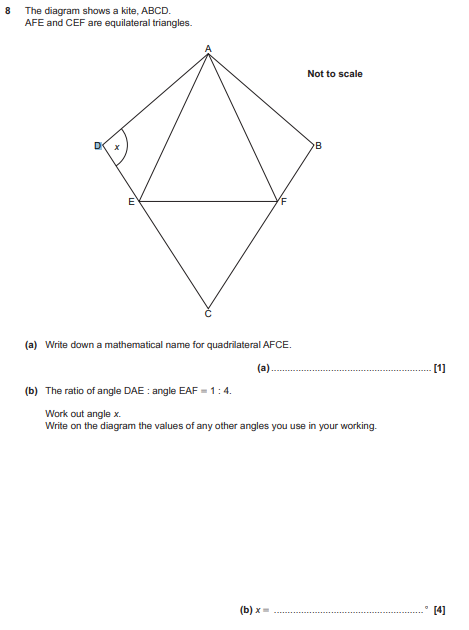 8 The diagram shows a kite, ABCD.
AFE and CEF are equilateral triangles.
A
Not to scale
D x B
E F
C
(a) Write down a mathematical name for quadrilateral AFCE.
(a) .............................................................. [1]
(b) The ratio of angle DAE : angle EAF = 1 : 4.
Work out angle x.
Write on the diagram the values of any other angles you use in your working.
(b) x = .......................................................... ° [4]